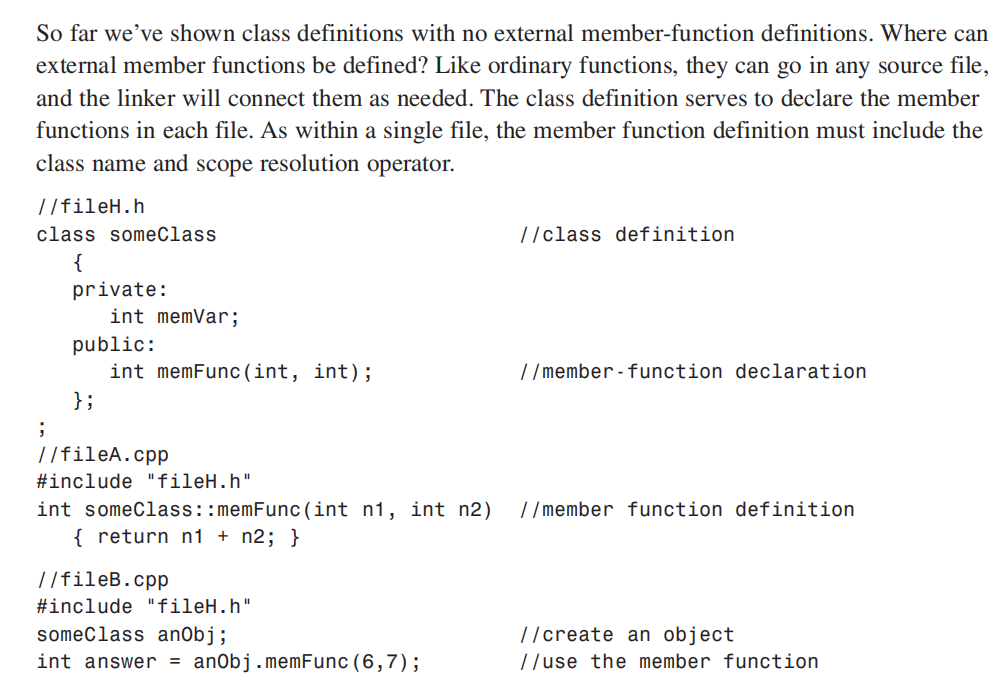 So far we've shown class definitions with no external member-function definitions. Where can
external member functions be defined? Like ordinary functions, they can go in any source file,
and the linker will connect them as needed. The class definition serves to declare the member
functions in each file. As within a single file, the member function definition must include the
class name and scope resolution operator.
//fileH.h
class someClass                         //class definition
   {
   private:
      int memVar;
   public:
      int memFunc(int, int);            //member-function declaration
   };
;
//fileA.cpp
#include "fileH.h"
int someClass::memFunc(int n1, int n2)  //member function definition
   { return n1 + n2; }
//fileB.cpp
#include "fileH.h"
someClass anObj;                        //create an object
int answer = anObj.memFunc(6,7);        //use the member function